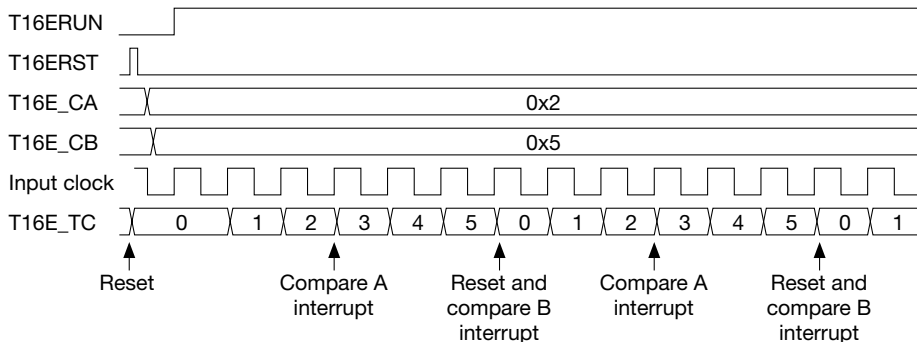 T16ERUN
T16ERST
T16E_CA 0x2
T16E_CB 0x5
Input clock
T16E_TC 0 1 2 3 4 5 0 1 2 3 4 5 0 1
Reset Compare A Reset and Compare A Reset and
interrupt compare B interrupt compare B
interrupt interrupt